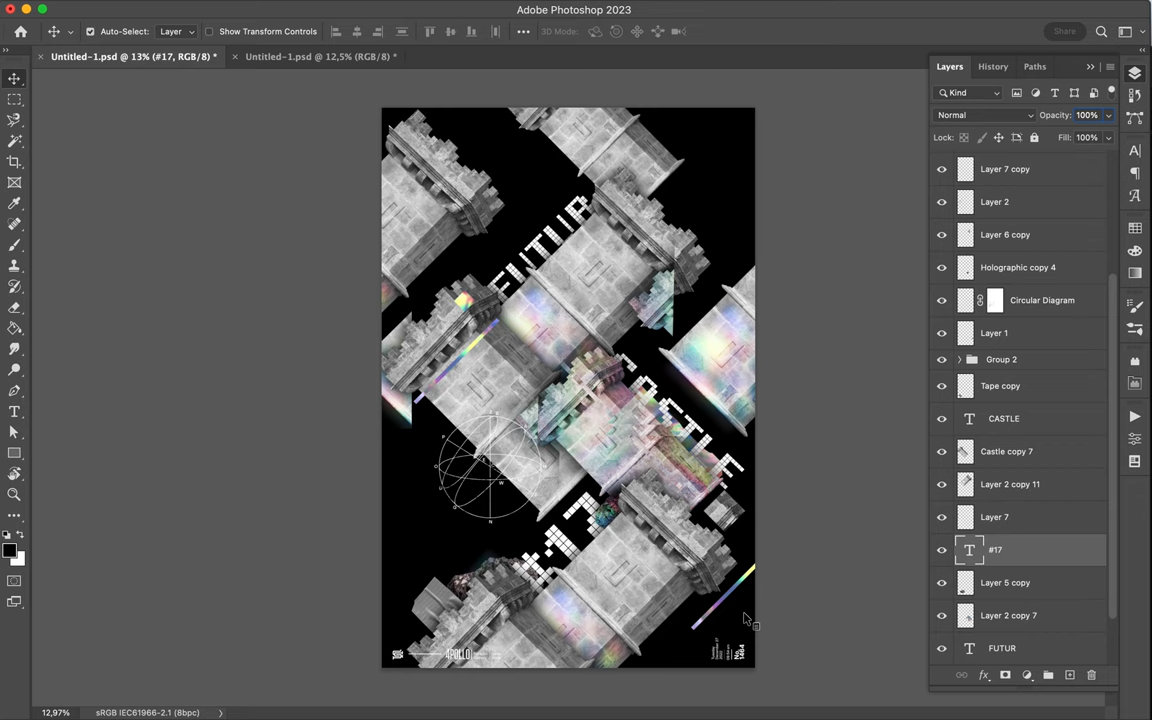 Adobe Photoshop 2023
Auto-Select: Layer Show Transform Controls 3D Mode: Share
Untitled-1.psd @ 13% (#17, RGB/8) * Untitled-1.psd @ 12,5% (RGB/8) *
Layers History Paths
Kind
Normal Opacity: 100%
Lock: Fill: 100%
Layer 7 copy
Layer 2
Layer 6 copy
Holographic copy 4
Circular Diagram
Layer 1
Group 2
Tape copy
CASTLE
Castle copy 7
Layer 2 copy 11
Layer 7
#17
Layer 5 copy
Layer 2 copy 7
FUTUR
APOLLO
No. 1464
12,97% sRGB IEC61966-2.1 (8bpc)